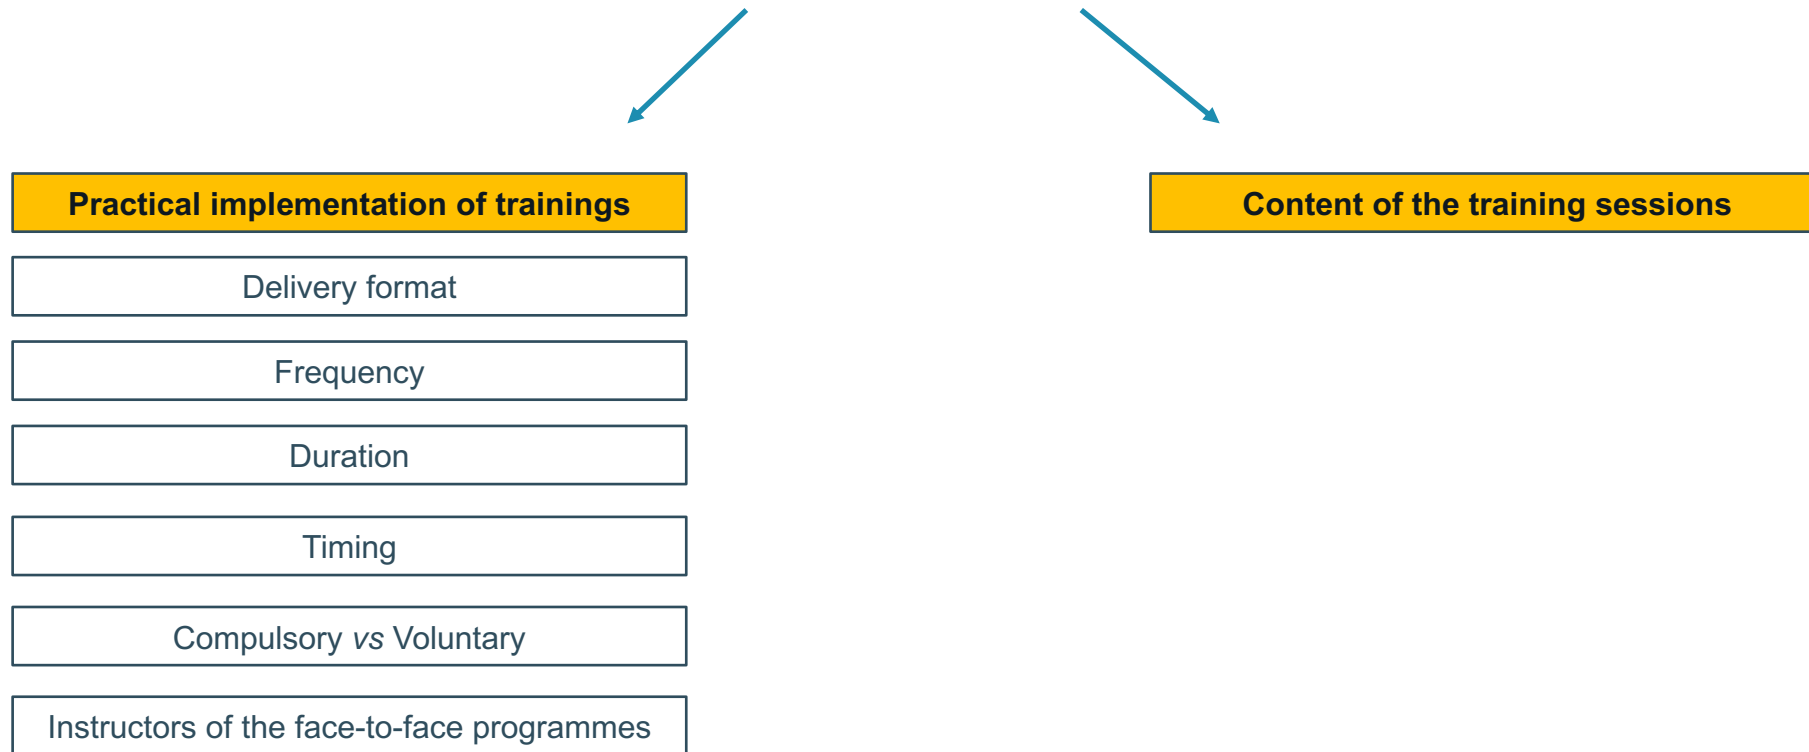 Practical implementation of trainings
Content of the training sessions
Delivery format
Frequency
Duration
Timing
Compulsory vs Voluntary
Instructors of the face-to-face programmes